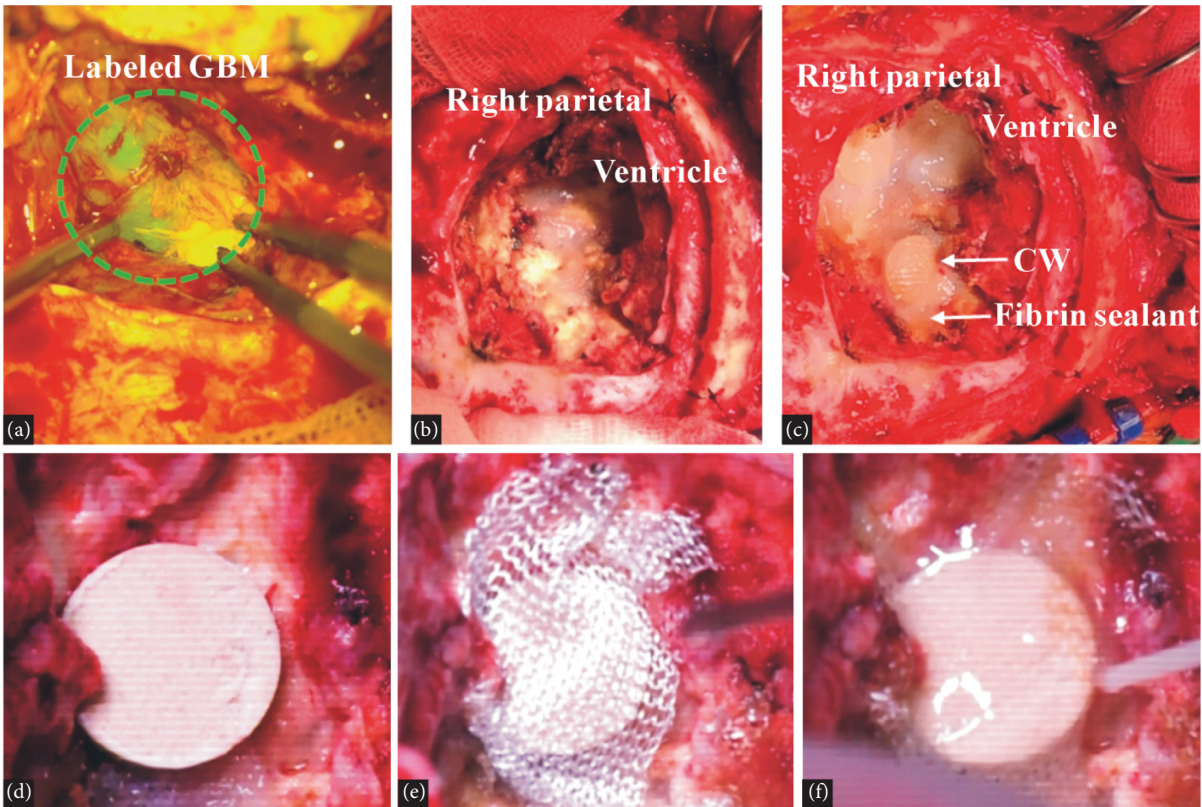 Labeled GBM
(a)
Right parietal
Ventricle
(b)
Right parietal
Ventricle
CW
Fibrin sealant
(c)
(d)
(e)
(f)